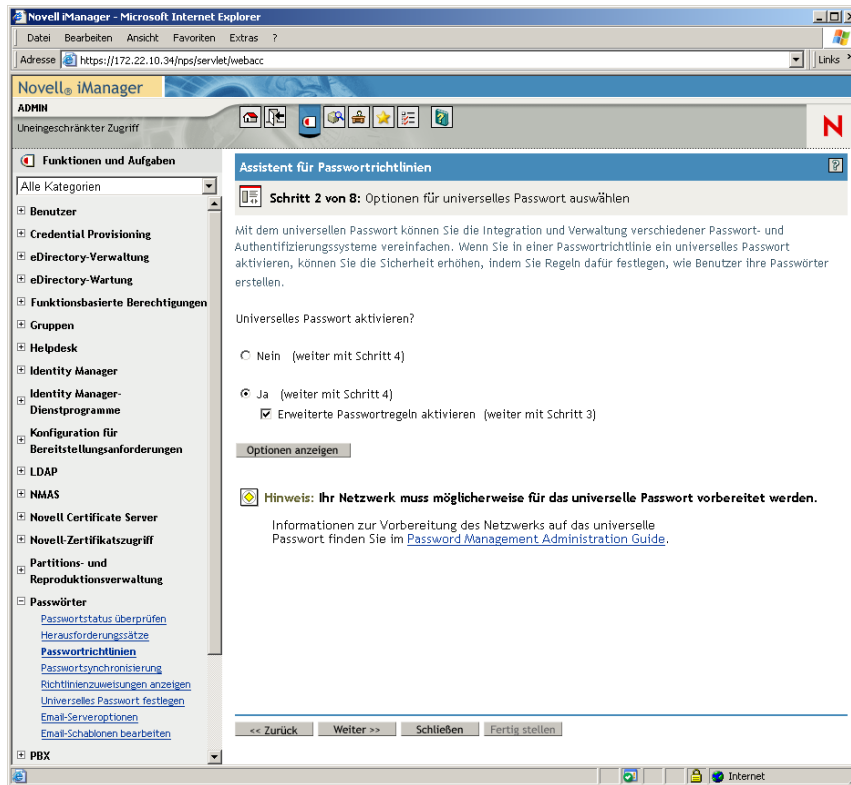 Novell iManager - Microsoft Internet Explorer
Datei Bearbeiten Ansicht Favoriten Extras ?
Adresse https://172.22.10.34/nps/servlet/webacc Links
Novell® iManager
ADMIN
Uneingeschränkter Zugriff
N
Funktionen und Aufgaben
Alle Kategorien
Benutzer
Credential Provisioning
eDirectory-Verwaltung
eDirectory-Wartung
Funktionsbasierte Berechtigungen
Gruppen
Helpdesk
Identity Manager
Identity Manager-
Dienstprogramme
Konfiguration für
Bereitstellungsanforderungen
LDAP
NMAS
Novell Certificate Server
Novell-Zertifikatszugriff
Partitions- und
Reproduktionsverwaltung
Passwörter
Passwortstatus überprüfen
Herausforderungssätze
Passwortrichtlinien
Passwortsynchronisierung
Richtlinienzuweisungen anzeigen
Universelles Passwort festlegen
Email-Serveroptionen
Email-Schablonen bearbeiten
PBX
Assistent für Passwortrichtlinien ?
Schritt 2 von 8: Optionen für universelles Passwort auswählen
Mit dem universellen Passwort können Sie die Integration und Verwaltung verschiedener Passwort- und
Authentifizierungssysteme vereinfachen. Wenn Sie in einer Passwortrichtlinie ein universelles Passwort
aktivieren, können Sie die Sicherheit erhöhen, indem Sie Regeln dafür festlegen, wie Benutzer ihre Passwörter
erstellen.
Universelles Passwort aktivieren?
Nein (weiter mit Schritt 4)
Ja (weiter mit Schritt 4)
Erweiterte Passwortregeln aktivieren (weiter mit Schritt 3)
Optionen anzeigen
Hinweis: Ihr Netzwerk muss möglicherweise für das universelle Passwort vorbereitet werden.
Informationen zur Vorbereitung des Netzwerks auf das universelle
Passwort finden Sie im Password Management Administration Guide.
<< Zurück Weiter >> Schließen Fertig stellen
Internet